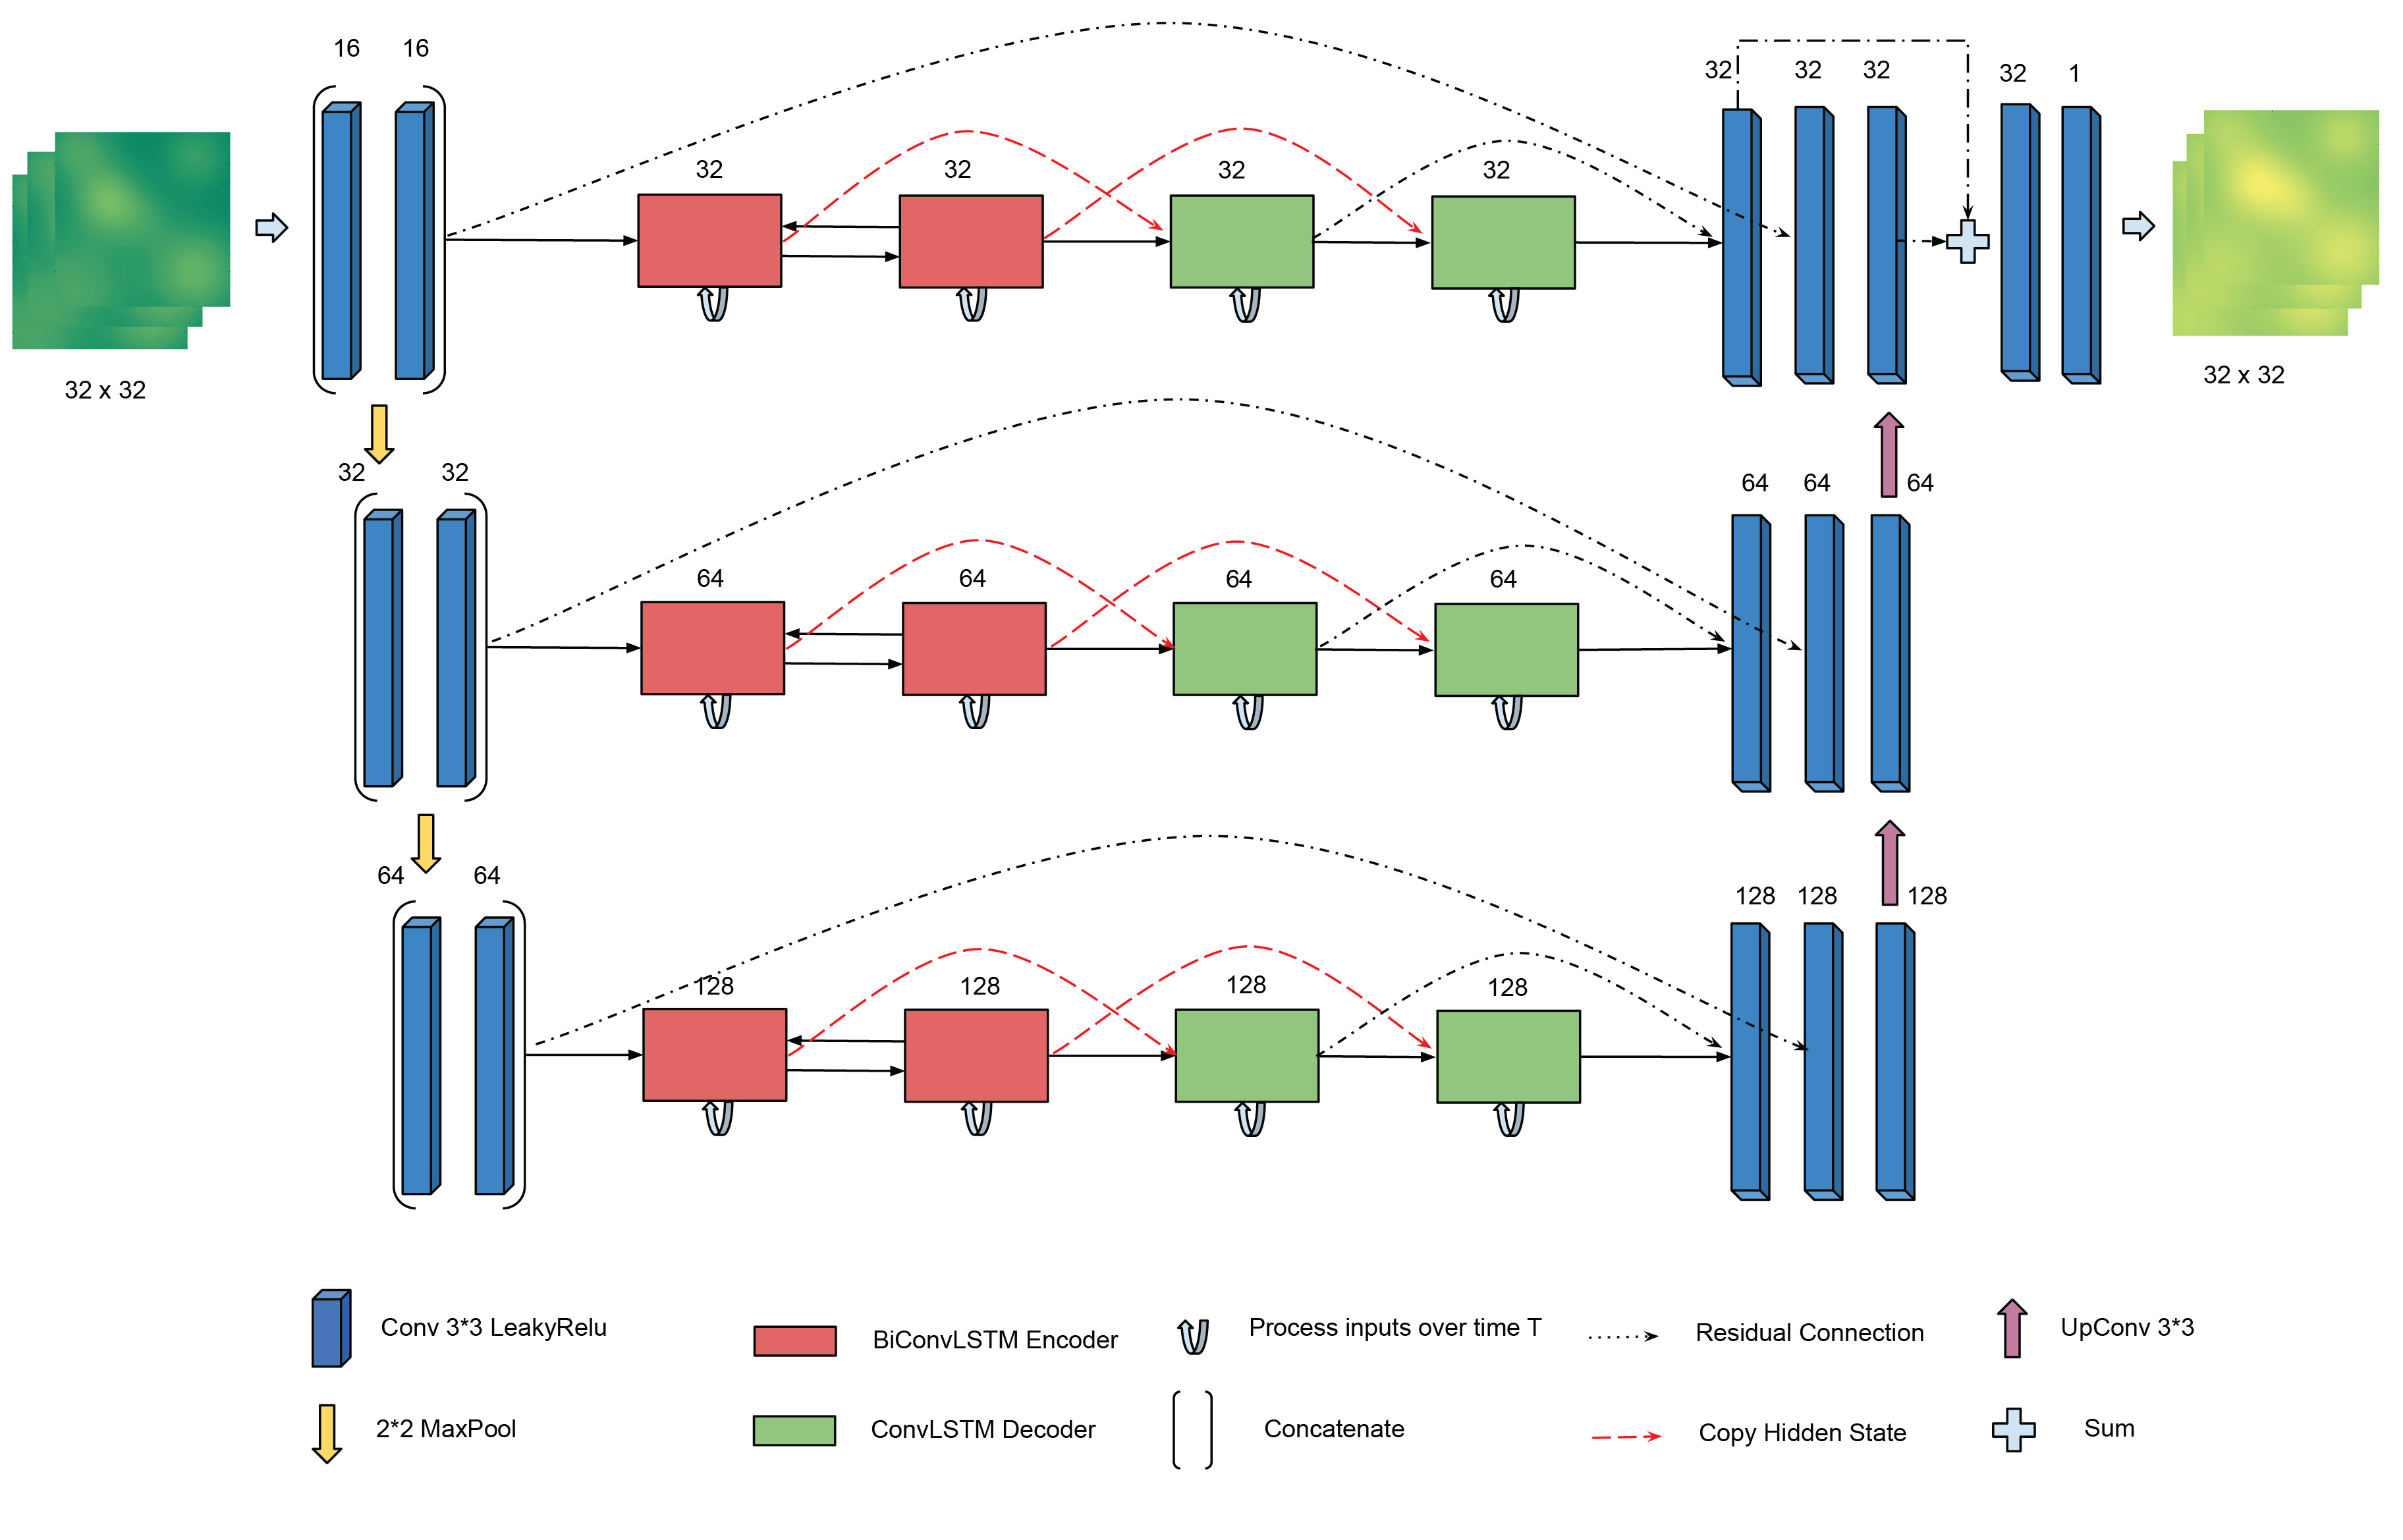 16 16
32 32 32 32 1
32 32 32 32
32 x 32
32 x 32
32 32
64 64 64
64 64 64 64
64 64
128 128 128
128 128 128 128
Conv 3*3 LeakyRelu
BiConvLSTM Encoder
Process inputs over time T
Residual Connection
UpConv 3*3
2*2 MaxPool
ConvLSTM Decoder
Concatenate
Copy Hidden State
Sum